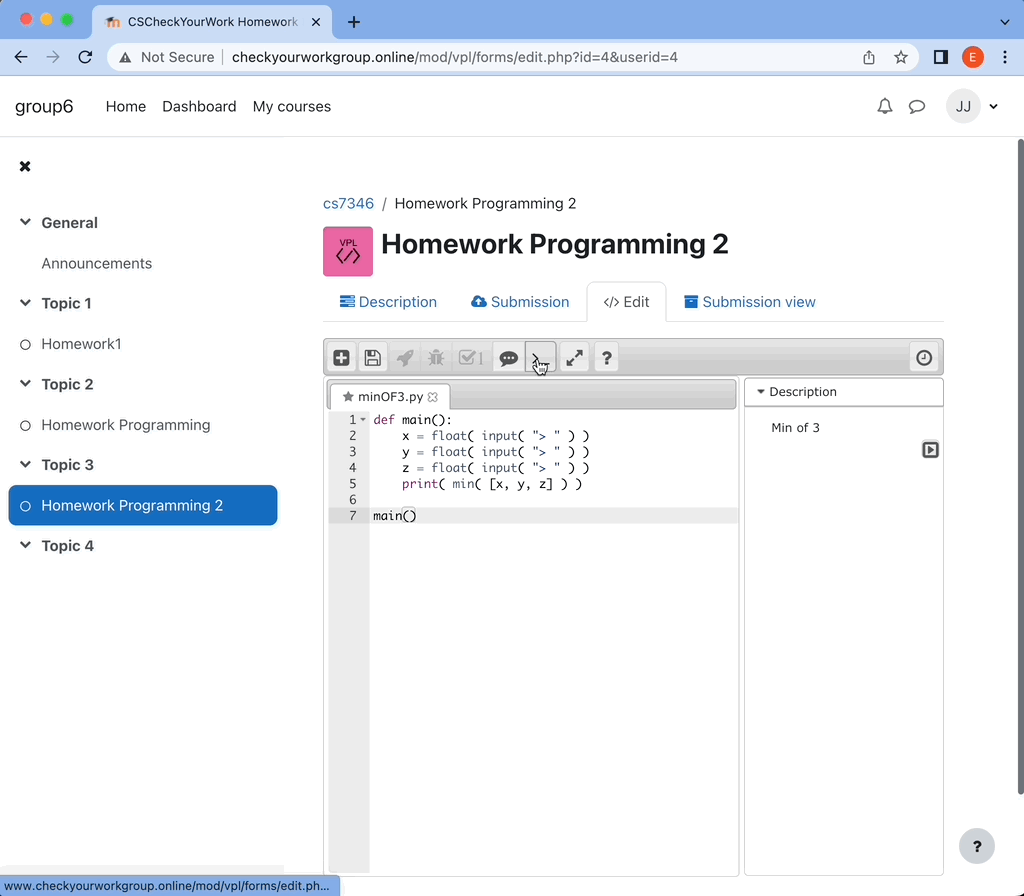 CSCheckYourWork Homework
Not Secure checkyourworkgroup.online/mod/vpl/forms/edit.php?id=4&userid=4
E
group6 Home Dashboard My courses JJ
General
Announcements
Topic 1
Homework1
Topic 2
Homework Programming
Topic 3
Homework Programming 2
Topic 4
cs7346 / Homework Programming 2
VPL
Homework Programming 2
Description Submission </> Edit Submission view
1 ?
minOF3.py
1 def main():
2 x = float( input( "> " ) )
3 y = float( input( "> " ) )
4 z = float( input( "> " ) )
5 print( min( [x, y, z] ) )
6
7 main()
Description
Min of 3
?
www.checkyourworkgroup.online/mod/vpl/forms/edit.ph...